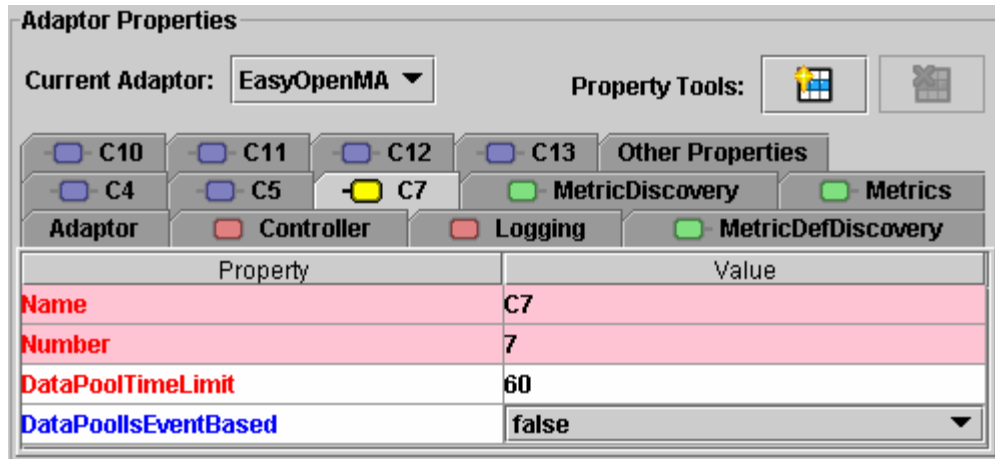 Adaptor Properties
Current Adaptor: EasyOpenMA Property Tools:
C10 C11 C12 C13 Other Properties
C4 C5 C7 MetricDiscovery Metrics
Adaptor Controller Logging MetricDefDiscovery
Property Value
Name C7
Number 7
DataPoolTimeLimit 60
DataPoolIsEventBased false